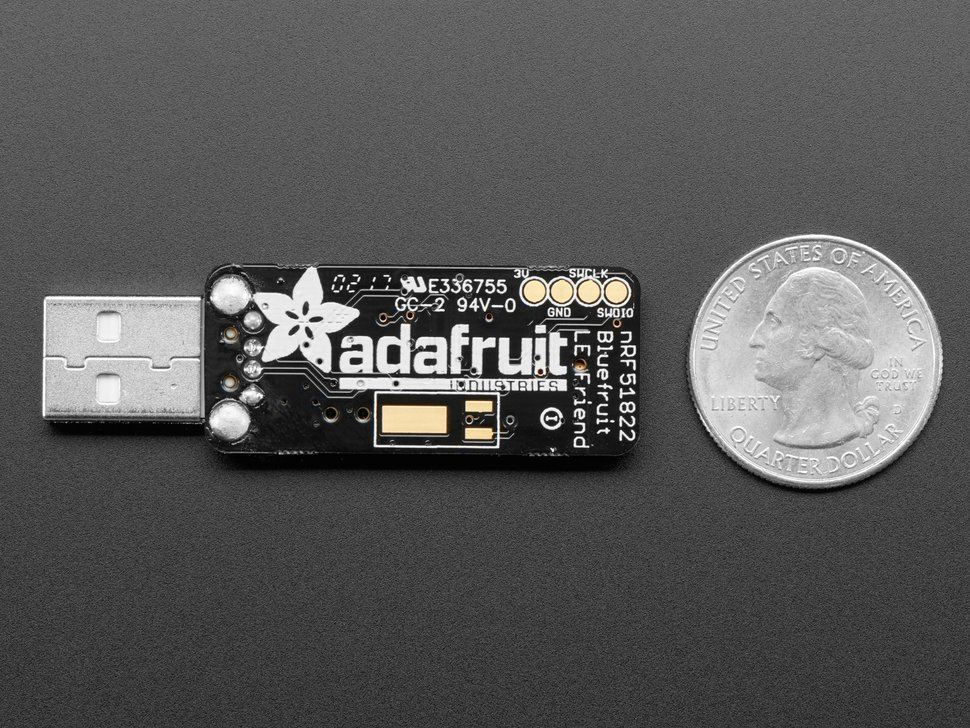 0217 E336755
GC-2 94V-0
3V
SWCLK
GND
SWDIO
adafruit
INDUSTRIES
nRF51822
Bluefruit
LE Friend
UNITED STATES OF AMERICA
IN
GOD WE
TRUST
LIBERTY
QUARTER DOLLAR